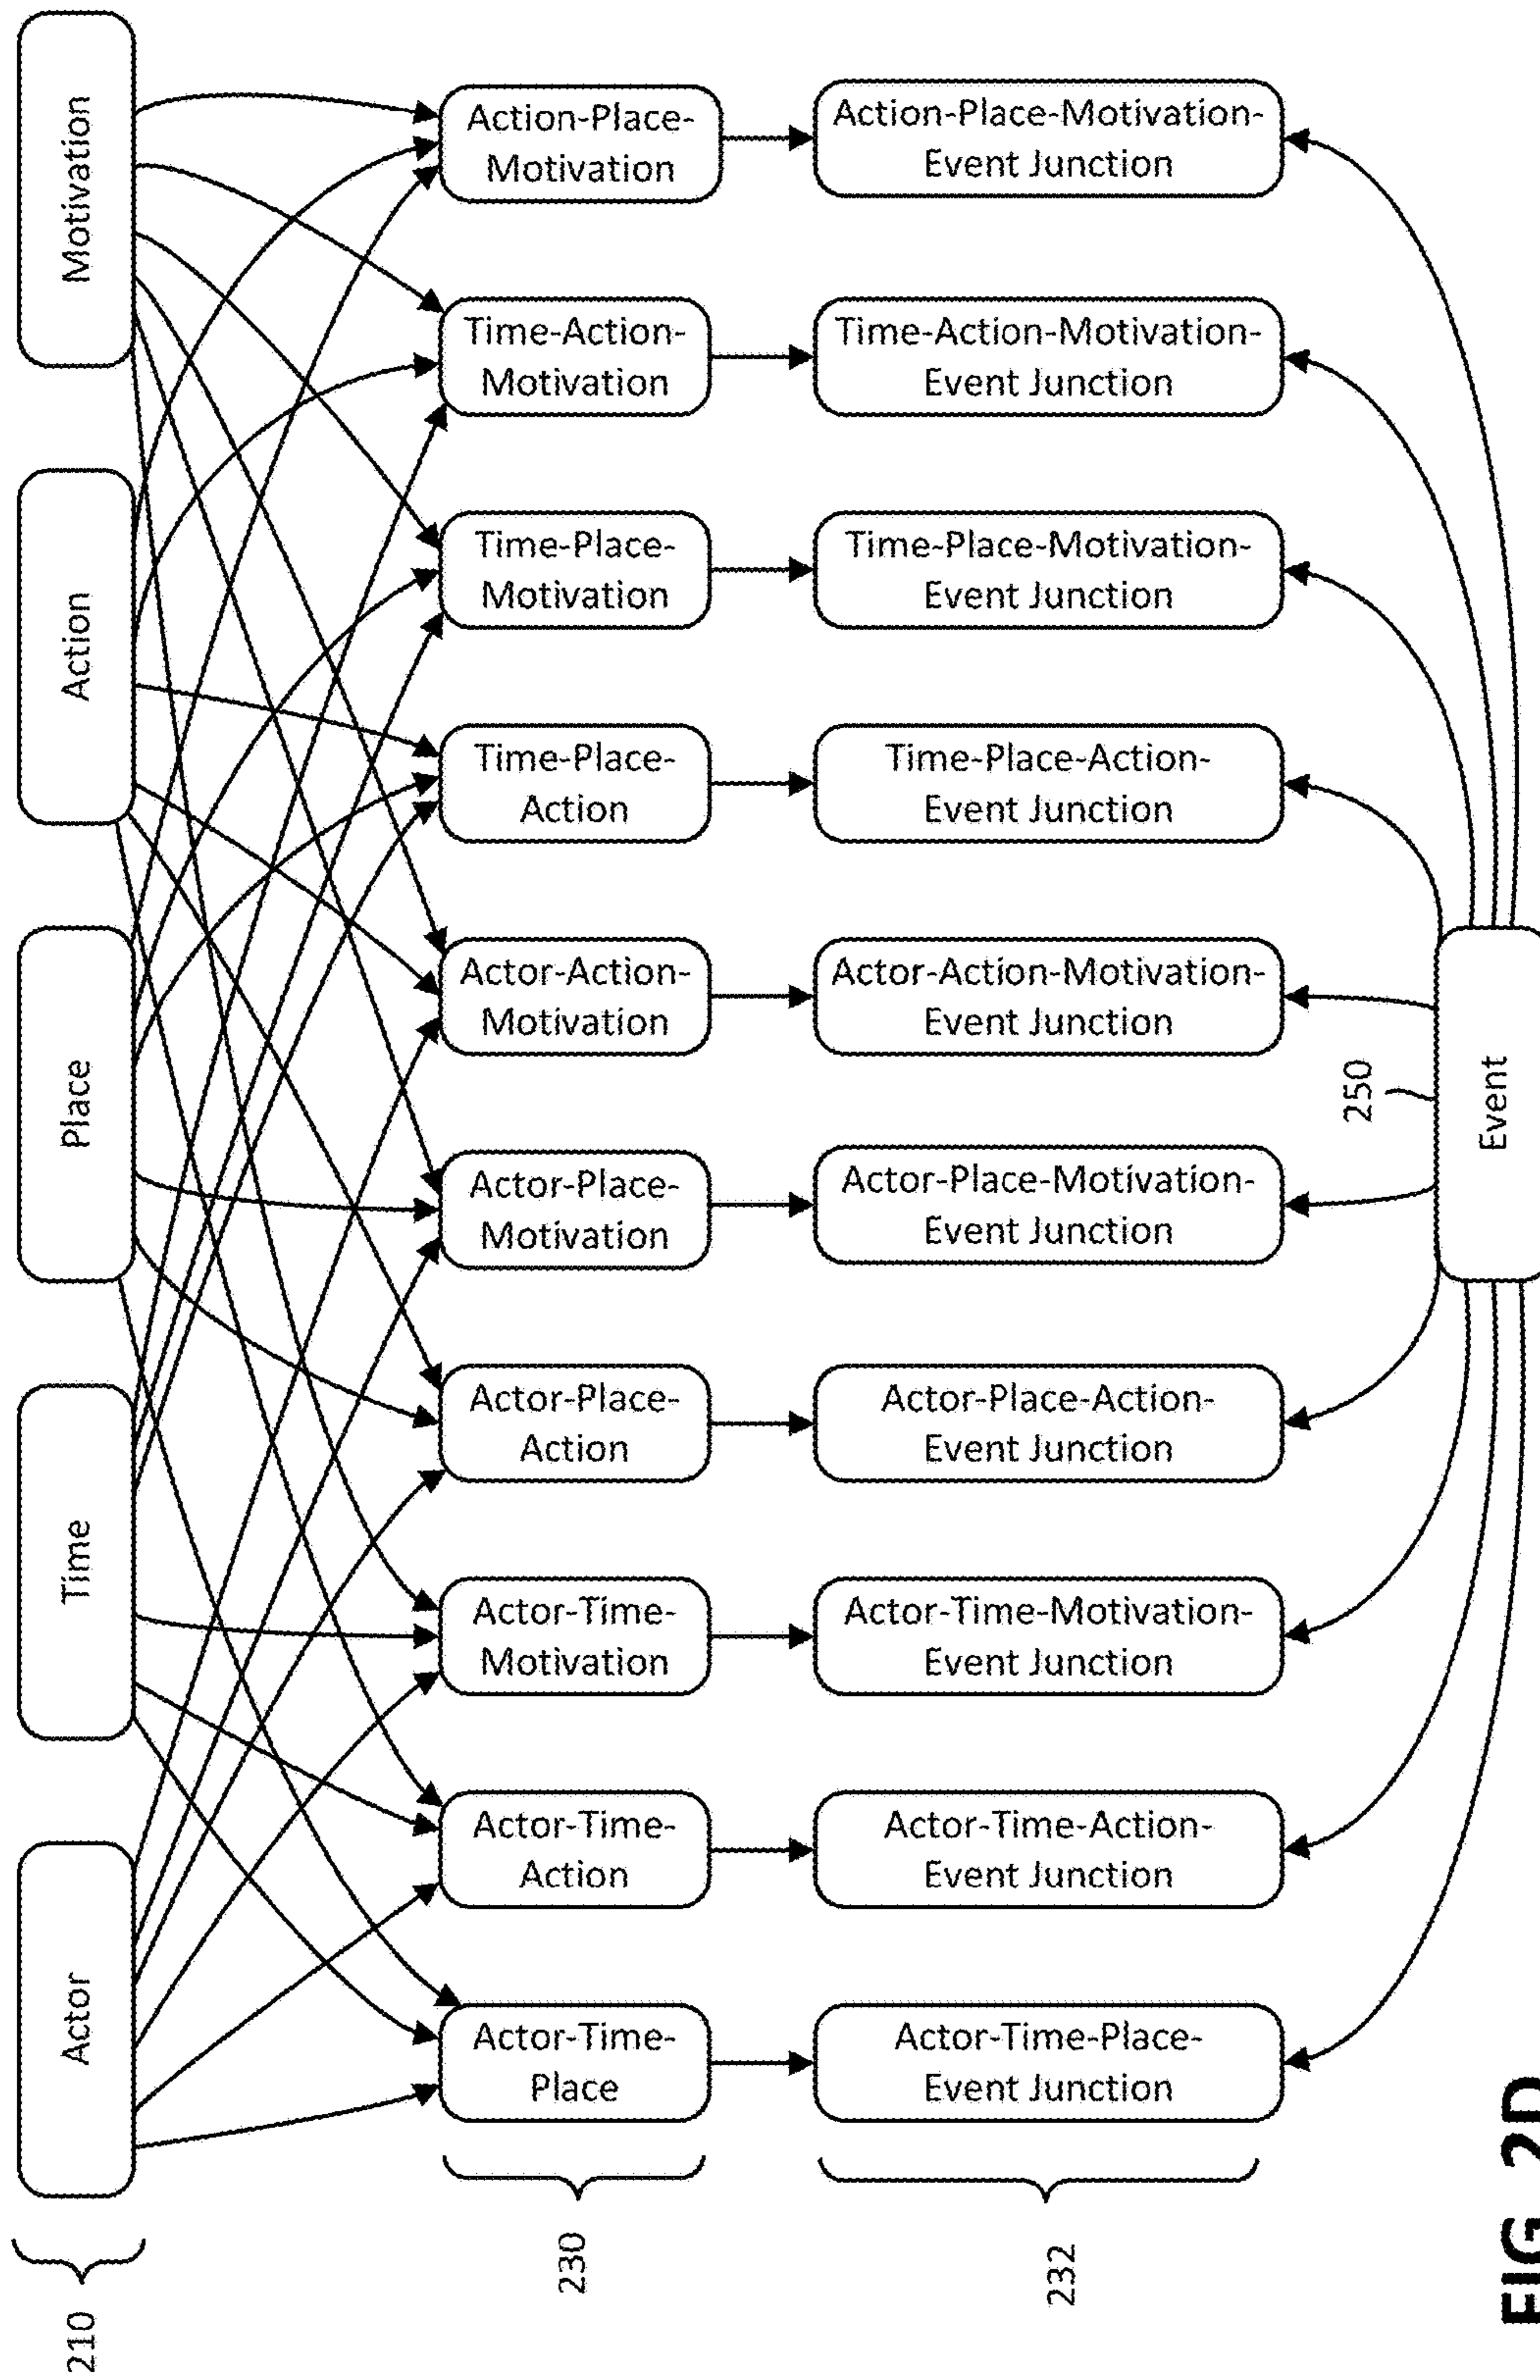 Motivation
Action
Place
Time
Actor
210
Action-Place-
Motivation
Time-Action-
Motivation
Time-Place-
Motivation
Time-Place-
Action
Actor-Action-
Motivation
Actor-Place-
Motivation
Actor-Place-
Action
Actor-Time-
Motivation
Actor-Time-
Action
Actor-Time-
Place
230
Action-Place-Motivation-
Event Junction
Time-Action-Motivation-
Event Junction
Time-Place-Motivation-
Event Junction
Time-Place-Action-
Event Junction
Actor-Action-Motivation-
Event Junction
Actor-Place-Motivation-
Event Junction
Actor-Place-Action-
Event Junction
Actor-Time-Motivation-
Event Junction
Actor-Time-Action-
Event Junction
Actor-Time-Place-
Event Junction
232
250
Event
FIG 2D